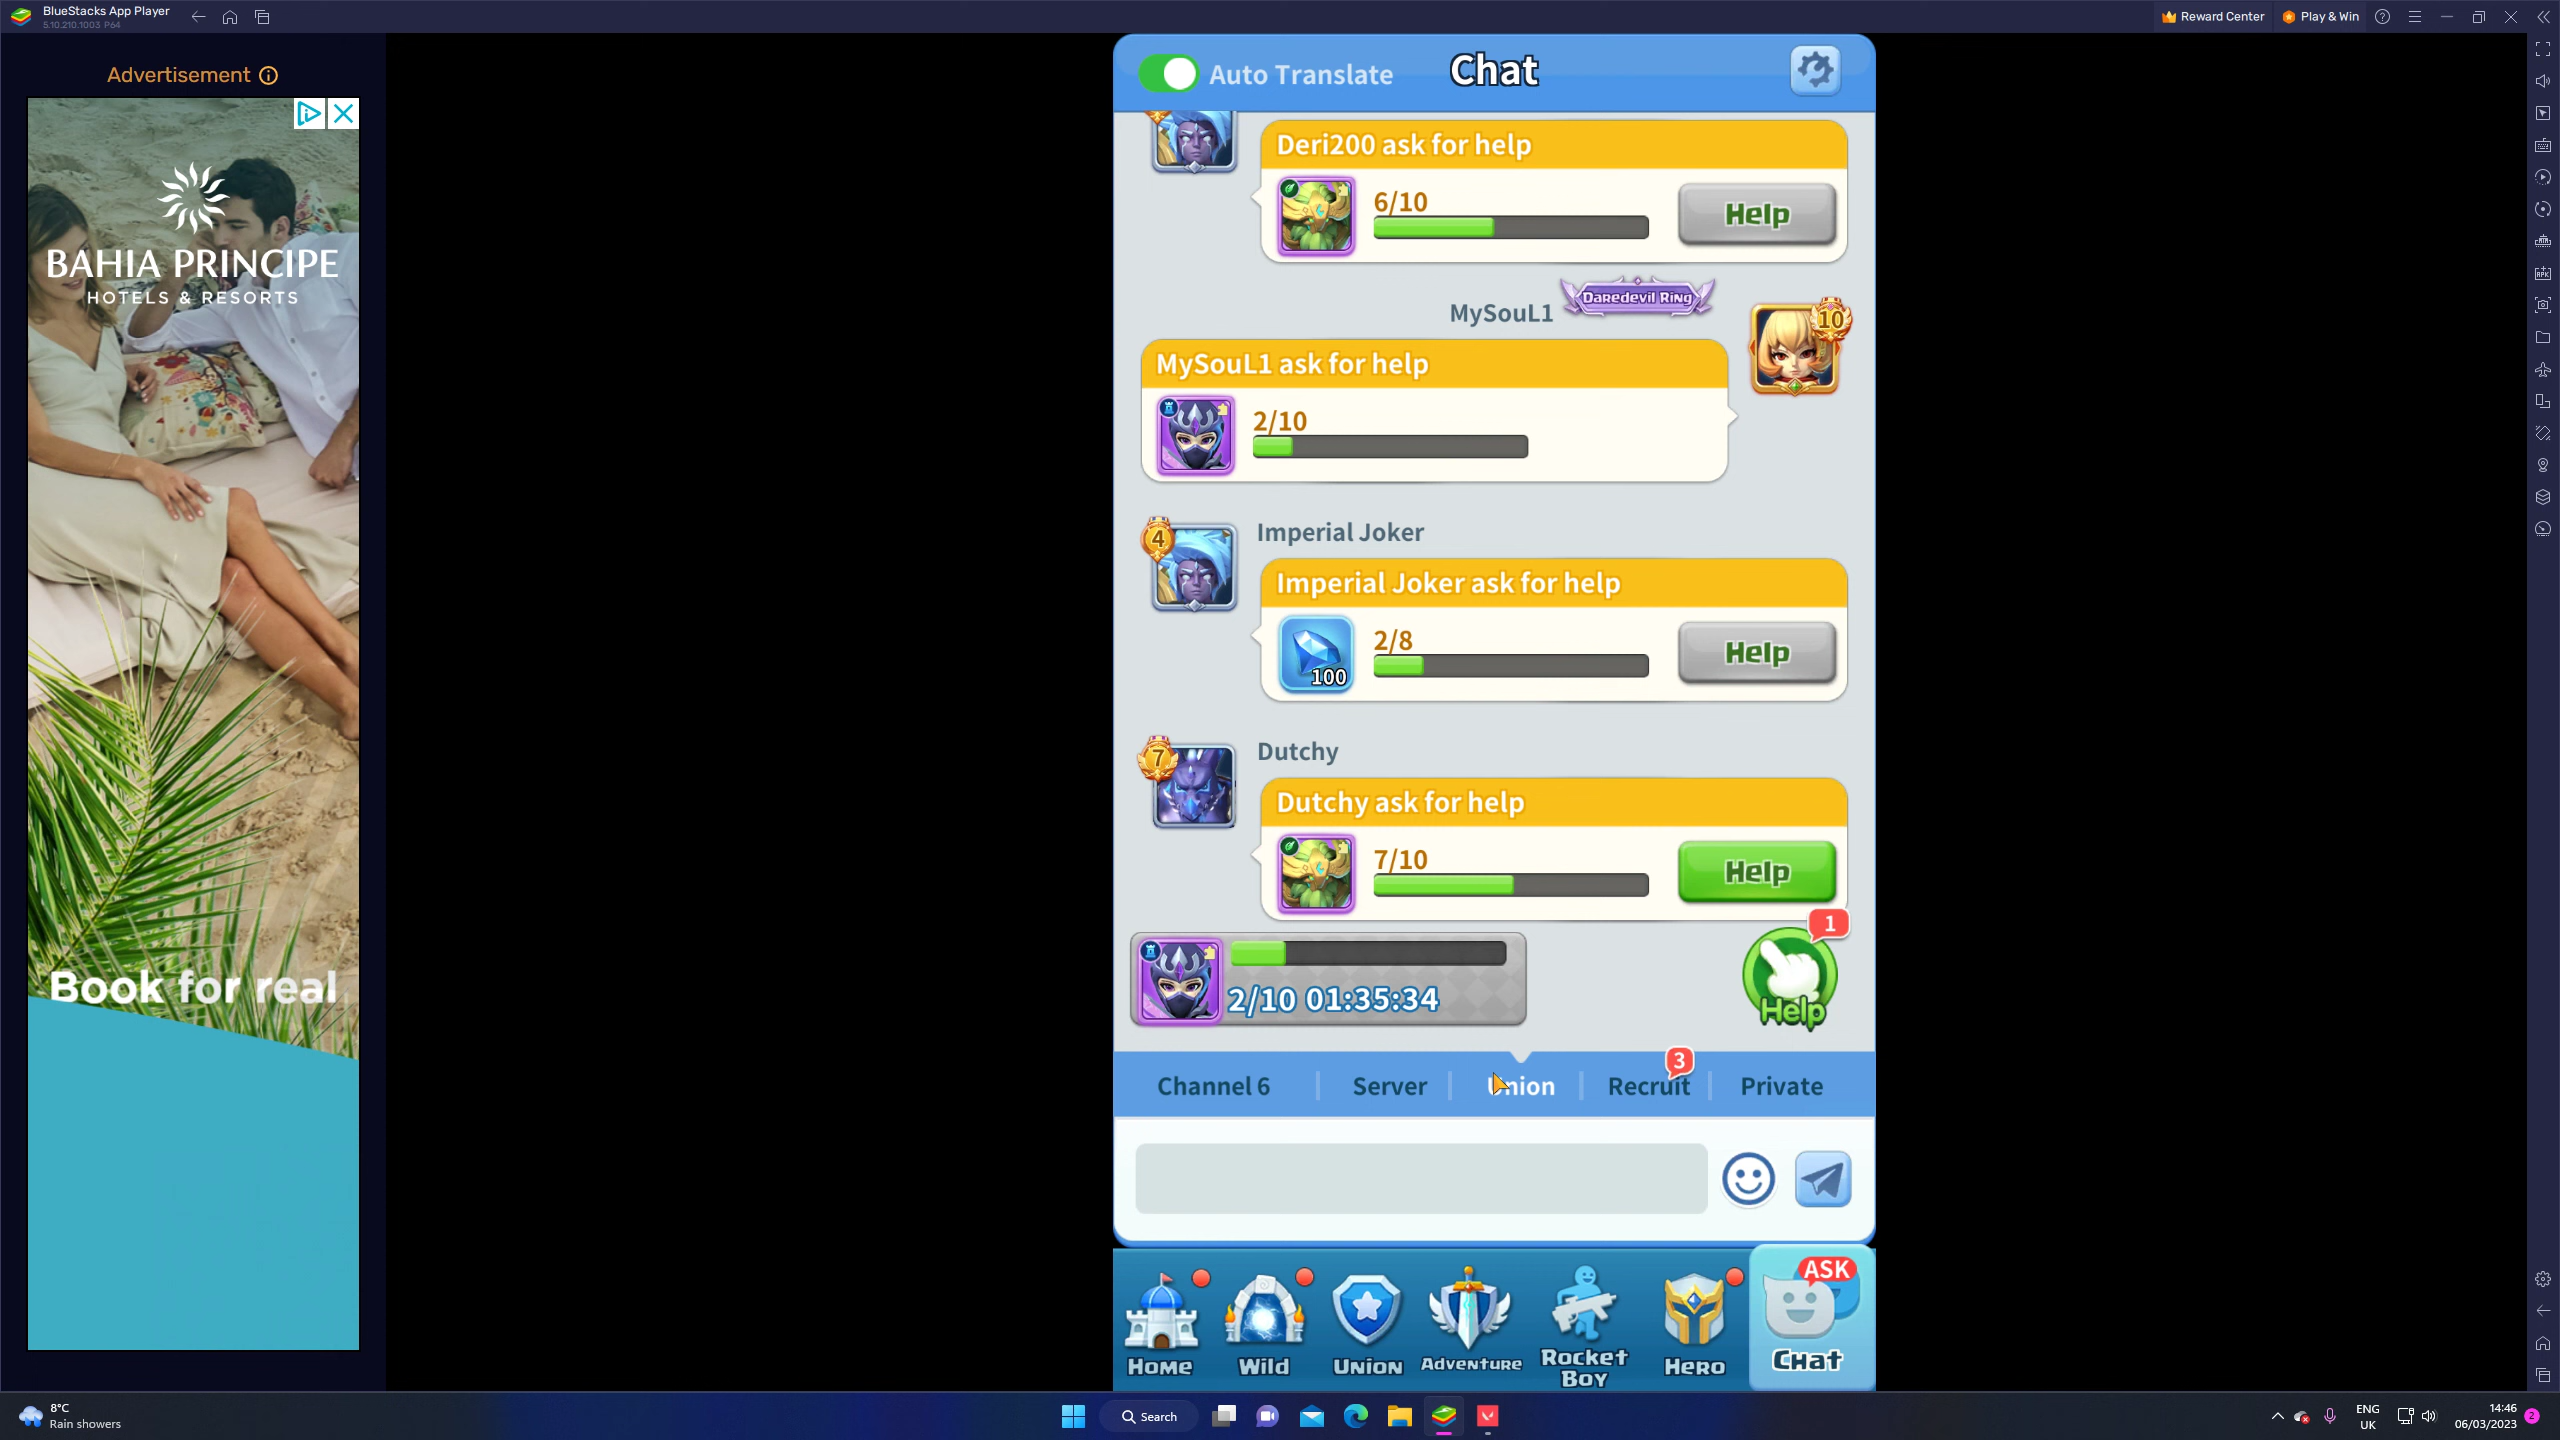 BlueStacks App Player
5.10.210.1003 P64
Reward Center
Play & Win
Advertisement
BAHIA PRINCIPE
HOTELS & RESORTS
Book for real
Auto Translate
Chat
Deri200 ask for help
6/10
Help
MySouL1
Daredevil Ring
10
MySouL1 ask for help
2/10
4
Imperial Joker
Imperial Joker ask for help
100
2/8
Help
7
Dutchy
Dutchy ask for help
7/10
Help
2/10 01:35:34
1
Help
Channel 6
Server
Union
3
Recruit
Private
Home
Wild
Union
Adventure
Rocket
Boy
Hero
ASK
Chat
8°C
Rain showers
Search
ENG
UK
14:46
06/03/2023
2